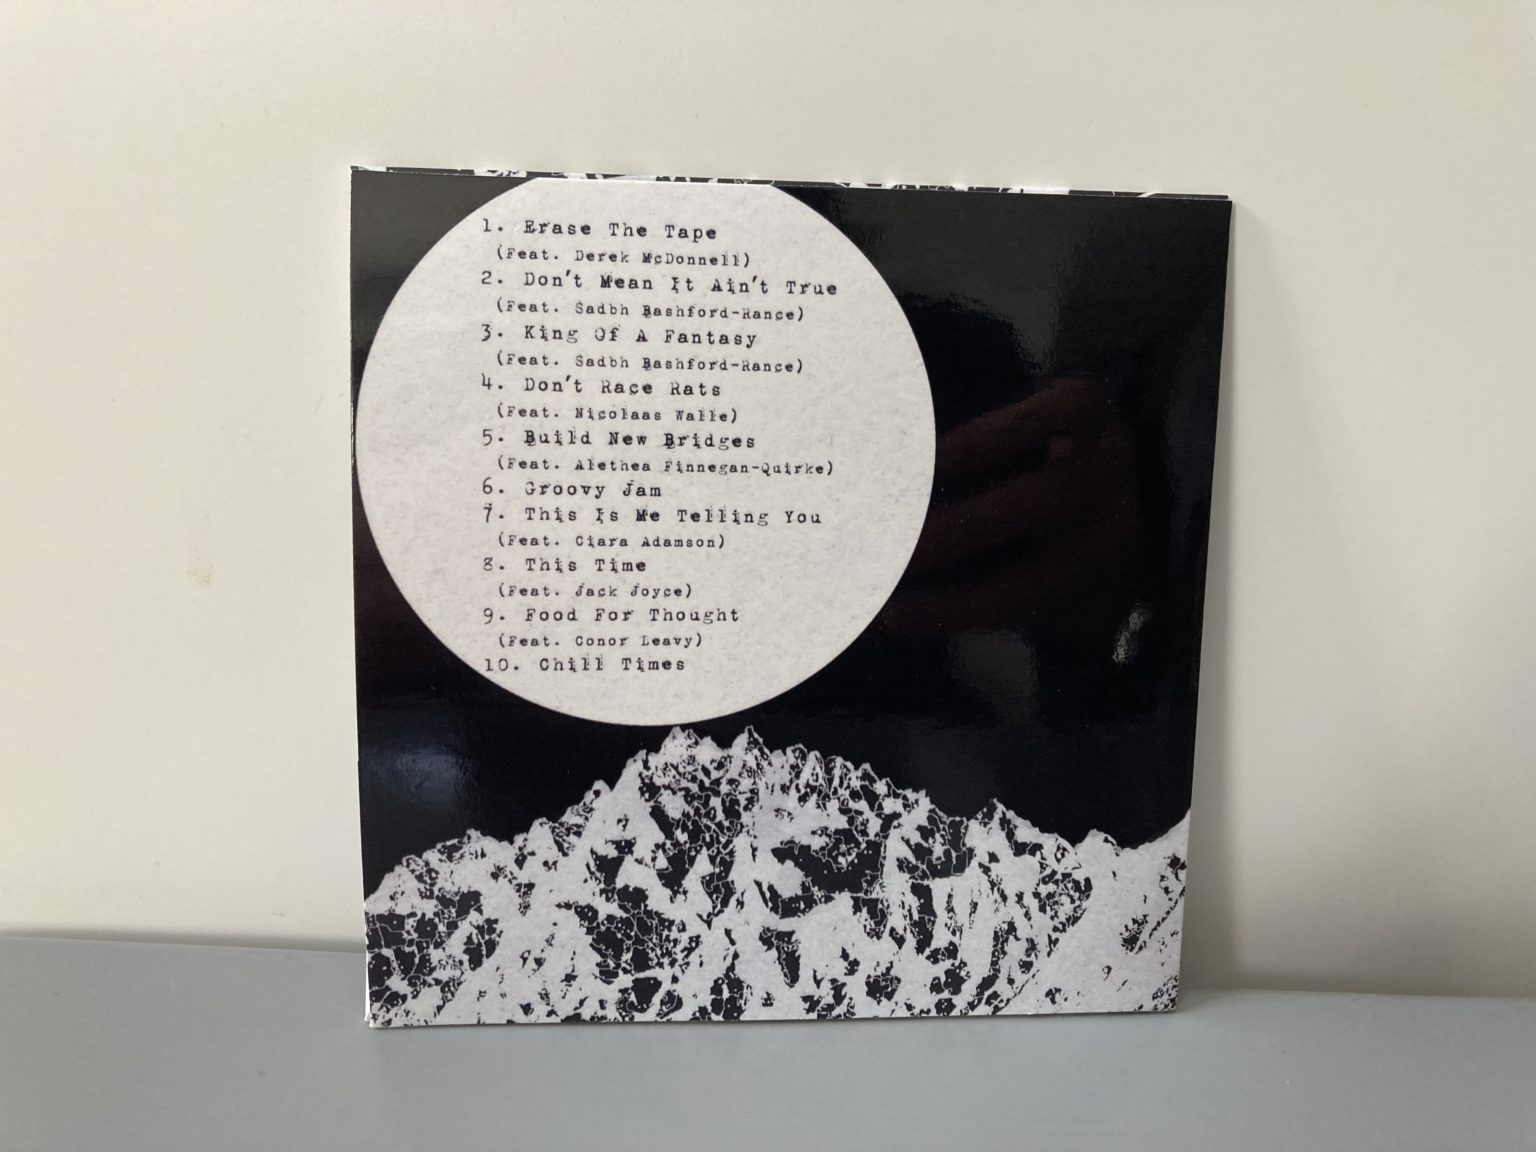 1. Erase The Tape
(Feat. Derek McDonnell)
2. Don't Mean It Ain't True
(Feat. Sadbh Bashford-Rance)
3. King Of A Fantasy
(Feat. Sadbh Bashford-Rance)
4. Don't Race Rats
(Feat. Nicolaas Walle)
5. Build New Bridges
(Feat. Alethea Finnegan-Quirke)
6. Groovy Jam
7. This Is Me Telling You
(Feat. Ciara Adamson)
8. This Time
(Feat. Jack Joyce)
9. Food For Thought
(Feat. Conor Leavy)
10. Chill Times